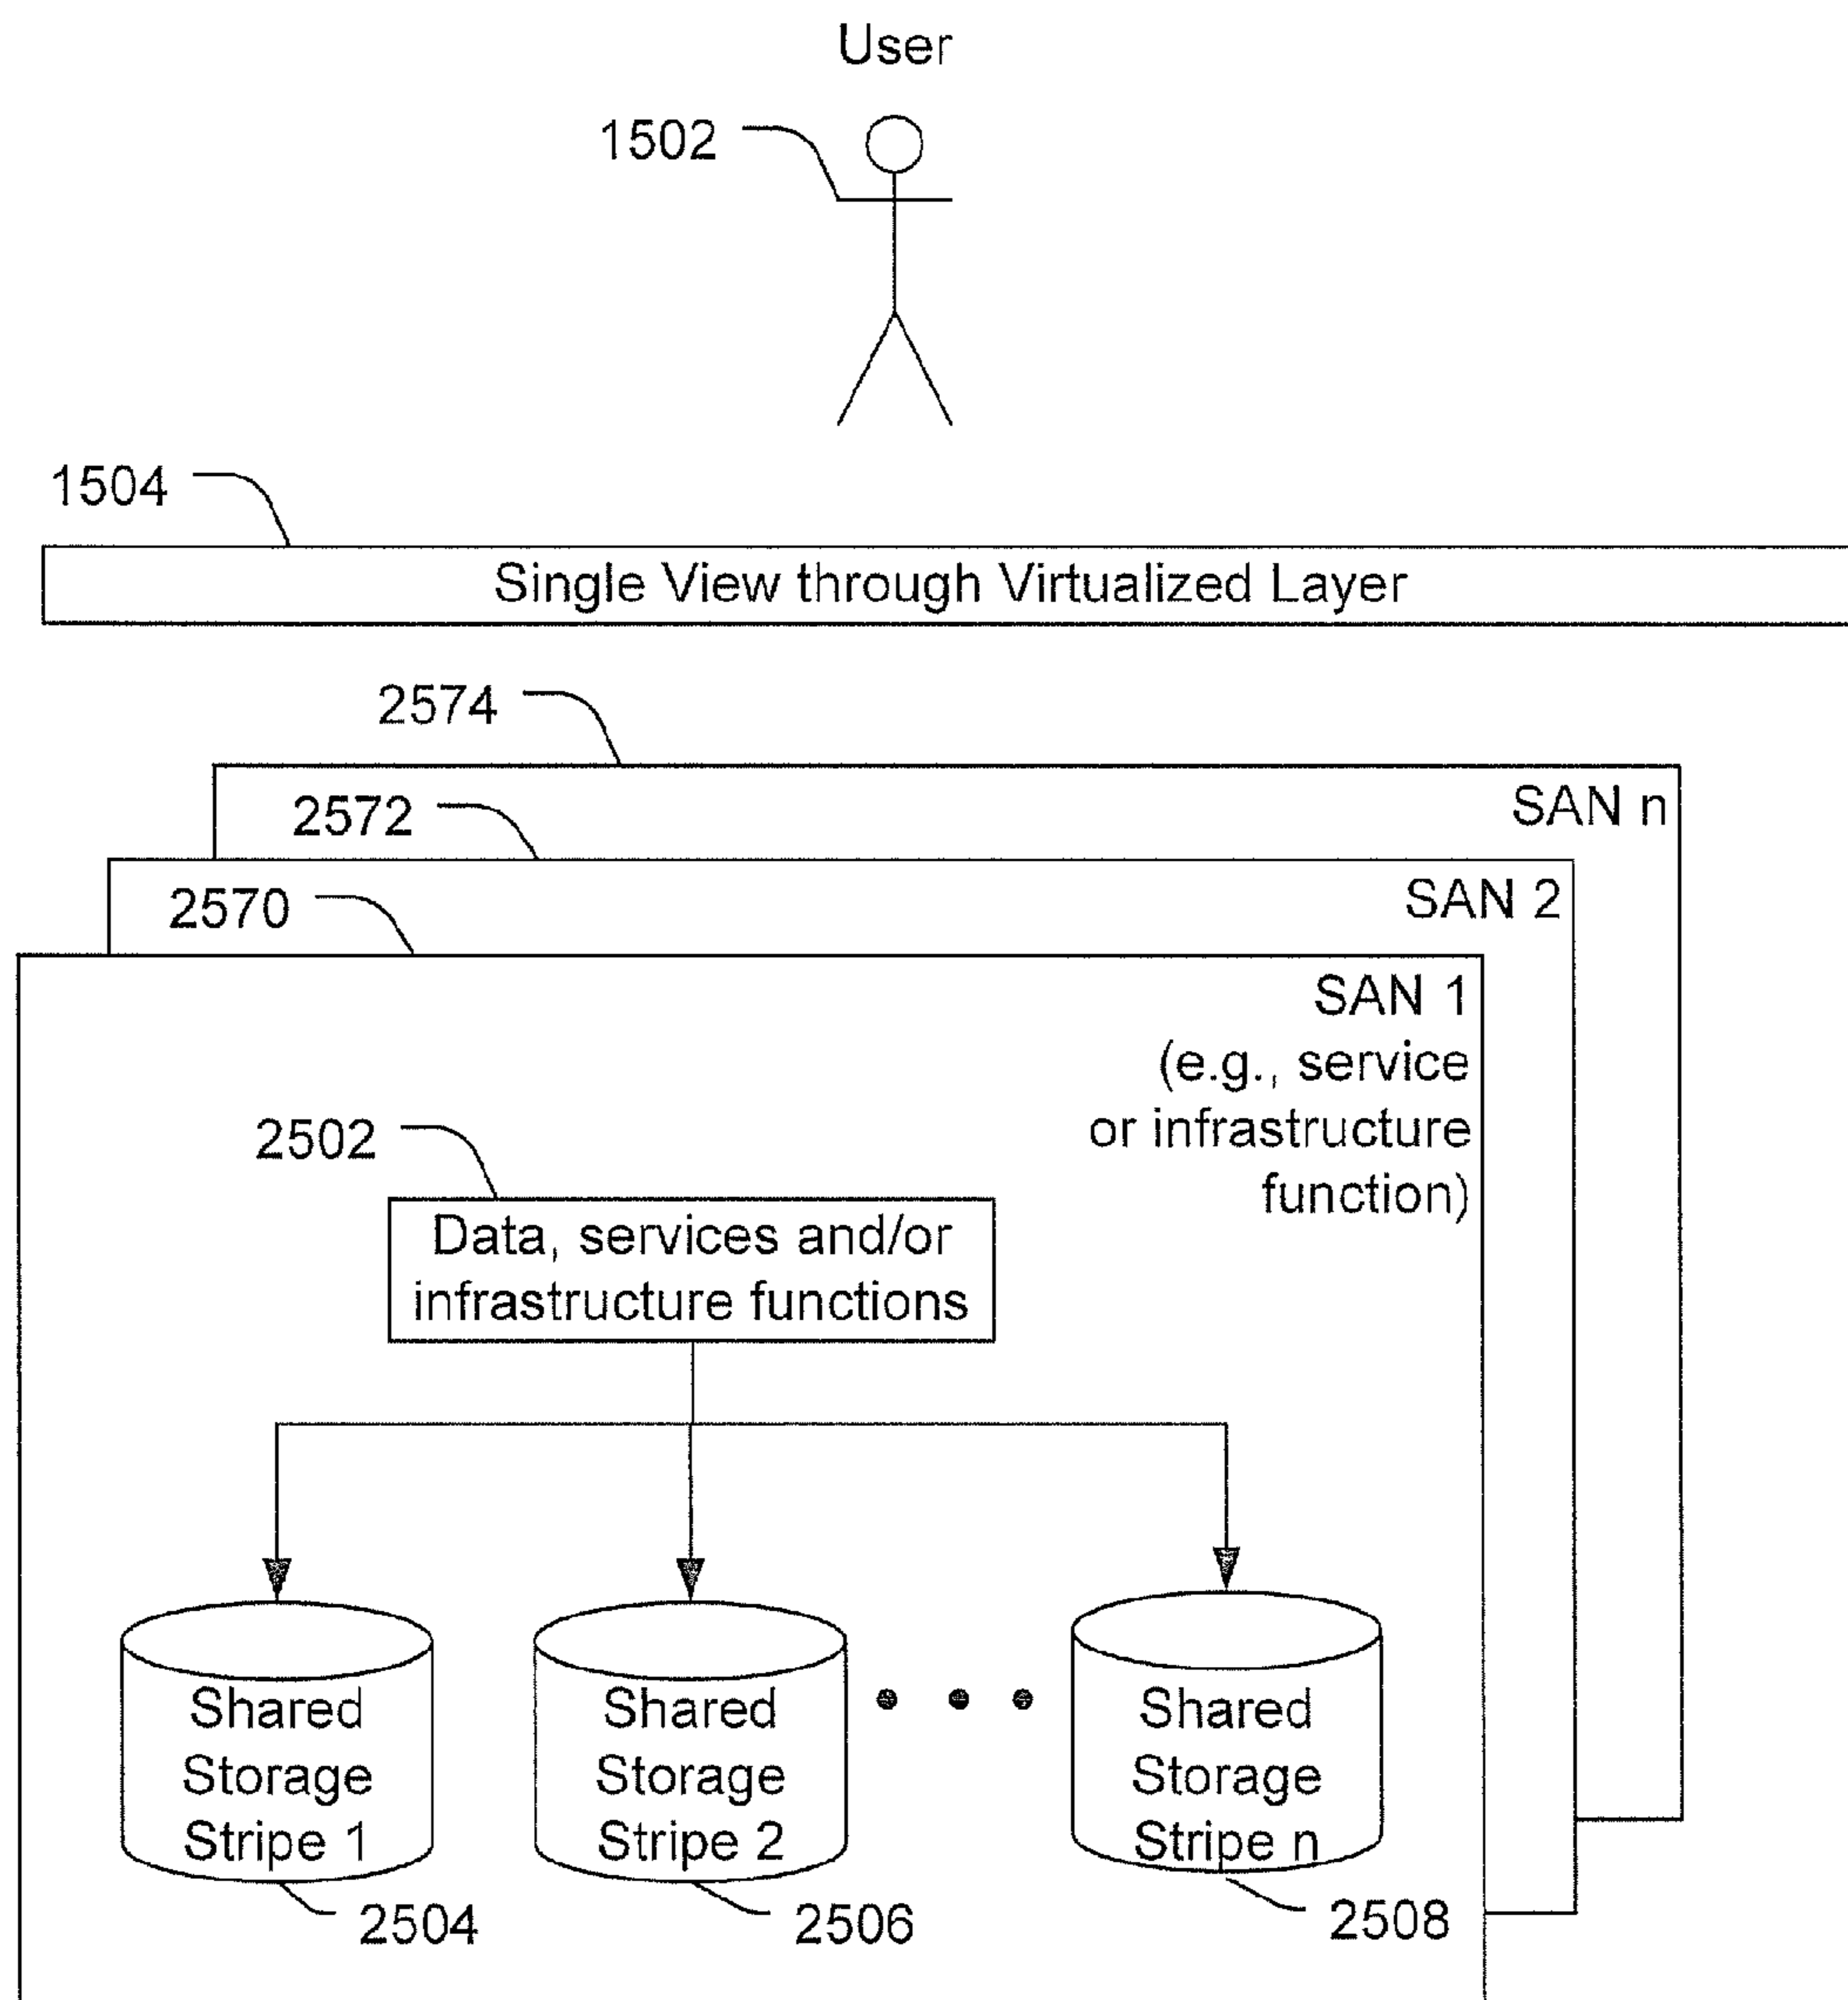 User
1502
1504
Single View through Virtualized Layer
2574
SAN n
2572
SAN 2
2570
SAN 1
(e.g., service
or infrastructure
function)
2502
Data, services and/or
infrastructure functions
Shared
Storage
Stripe 1
Shared
Storage
Stripe 2
Shared
Storage
Stripe n
2504
2506
2508